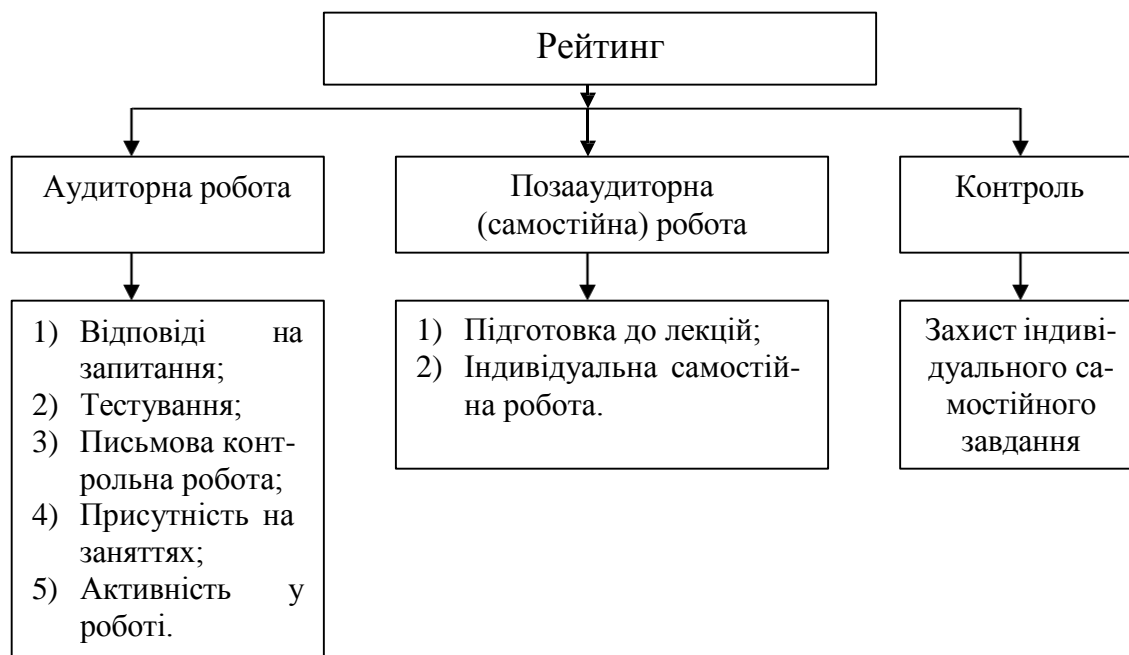 Рейтинг
Аудиторна робота
Позааудиторна
(самостійна) робота
Контроль
1) Відповіді на
запитання;
2) Тестування;
3) Письмова конт-
рольна робота;
4) Присутність на
заняттях;
5) Активність у
роботі.
1) Підготовка до лекцій;
2) Індивідуальна самостій-
на робота.
Захист індиві-
дуального са-
мостійного
завдання